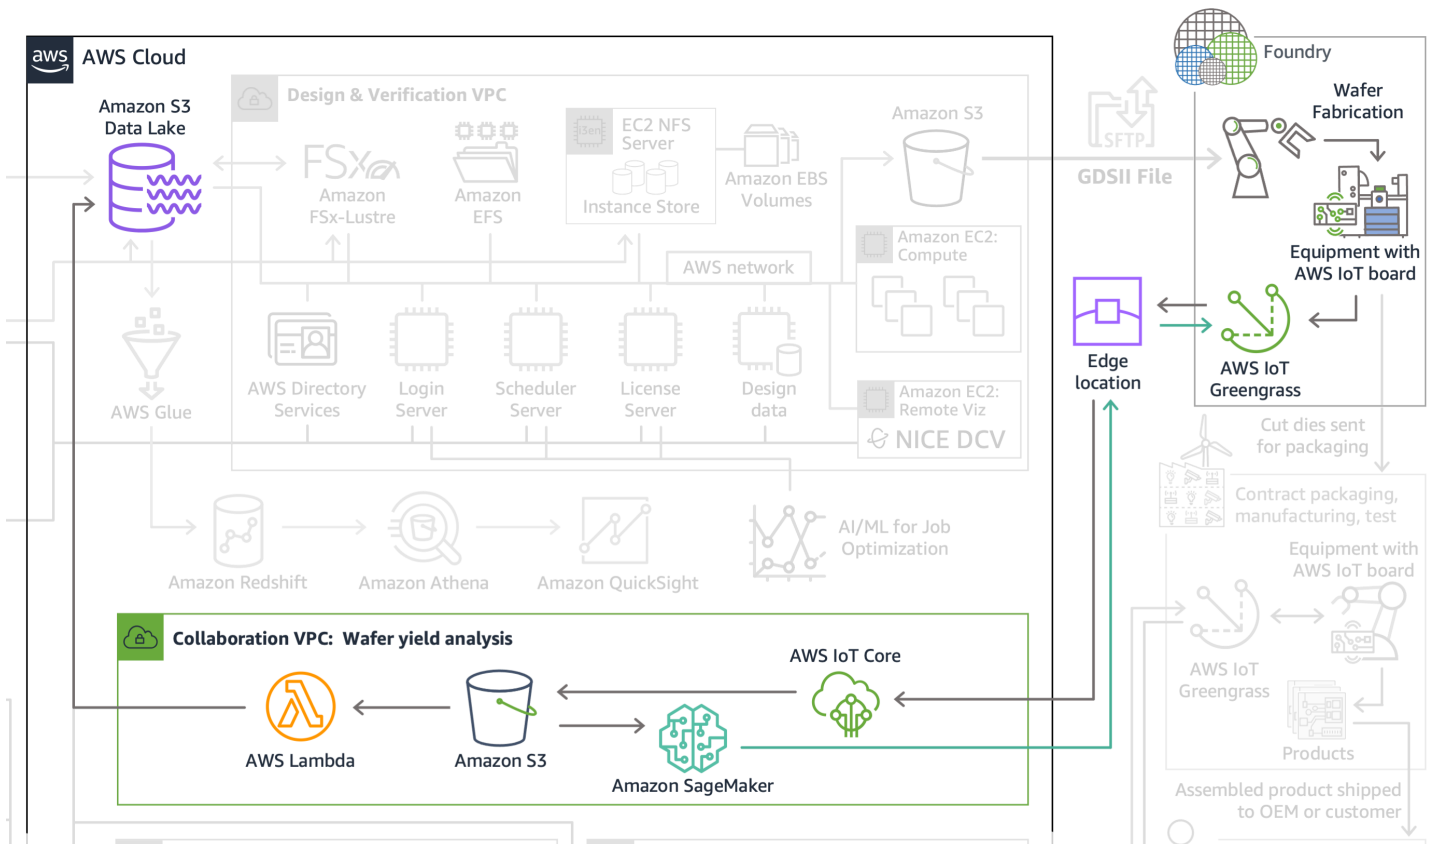 aws
AWS Cloud
Amazon S3
Data Lake
Design & Verification VPC
FSx
Amazon
FSx-Lustre
Amazon
EFS
i3en
EC2 NFS
Server
Instance Store
Amazon EBS
Volumes
Amazon S3
SFTP
GDSII File
Foundry
Wafer
Fabrication
Equipment with
AWS IoT board
AWS IoT
Greengrass
Edge
location
AWS network
Amazon EC2:
Compute
AWS Directory
Services
Login
Server
Scheduler
Server
License
Server
Design
data
Amazon EC2:
Remote Viz
NICE DCV
AWS Glue
Amazon Redshift
Amazon Athena
Amazon QuickSight
AI/ML for Job
Optimization
Cut dies sent
for packaging
Contract packaging,
manufacturing, test
Equipment with
AWS IoT board
AWS IoT
Greengrass
Products
Assembled product shipped
to OEM or customer
Collaboration VPC: Wafer yield analysis
AWS Lambda
Amazon S3
Amazon SageMaker
AWS IoT Core